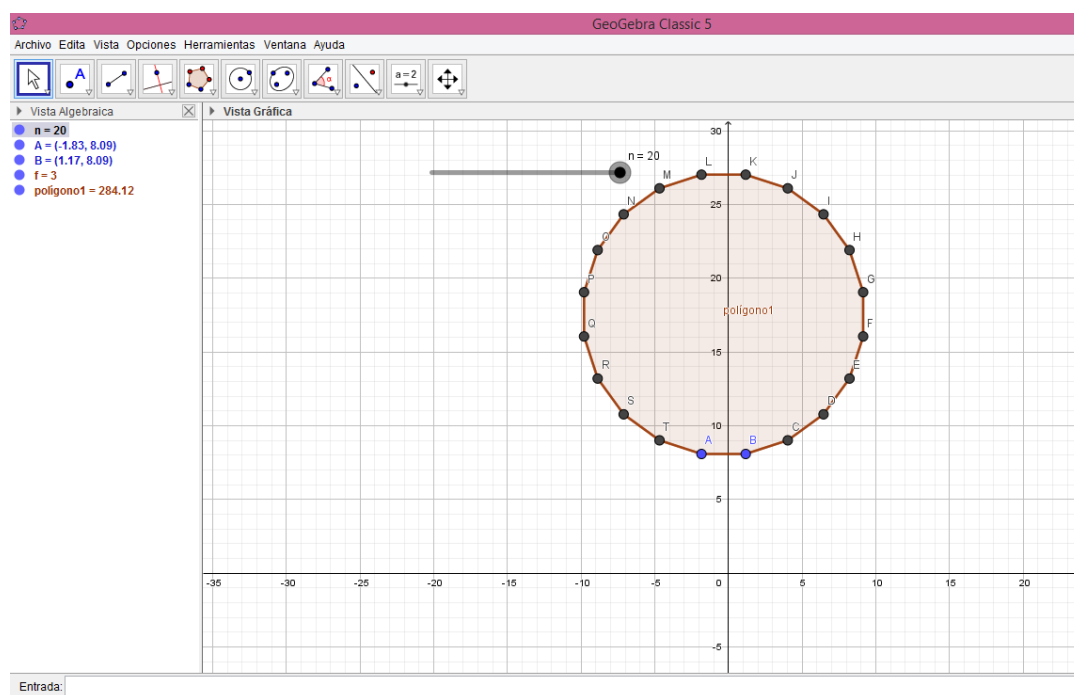 GeoGebra Classic 5
Archivo Edita Vista Opciones Herramientas Ventana Ayuda
A
α
a=2
Vista Algebraica
Vista Gráfica
n = 20
A = (-1.83, 8.09)
B = (1.17, 8.09)
f = 3
polígono1 = 284.12
30
n = 20
L K
M J
N 25 I
O H
P 20 G
polígono1
Q F
15
R E
S D
T 10 C
A B
5
-35 -30 -25 -20 -15 -10 -5 0 5 10 15 20
-5
Entrada: